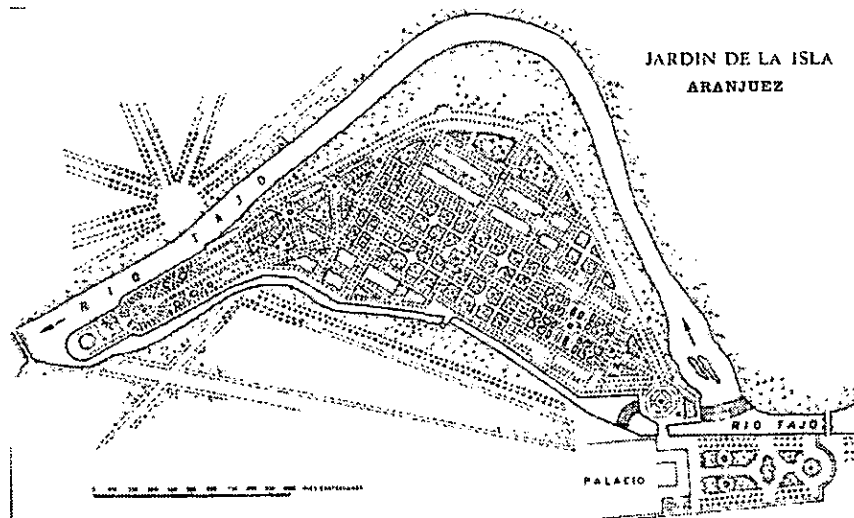 JARDIN DE LA ISLA
ARANJUEZ
RIO TAJO
RIO TAJO
PALACIO